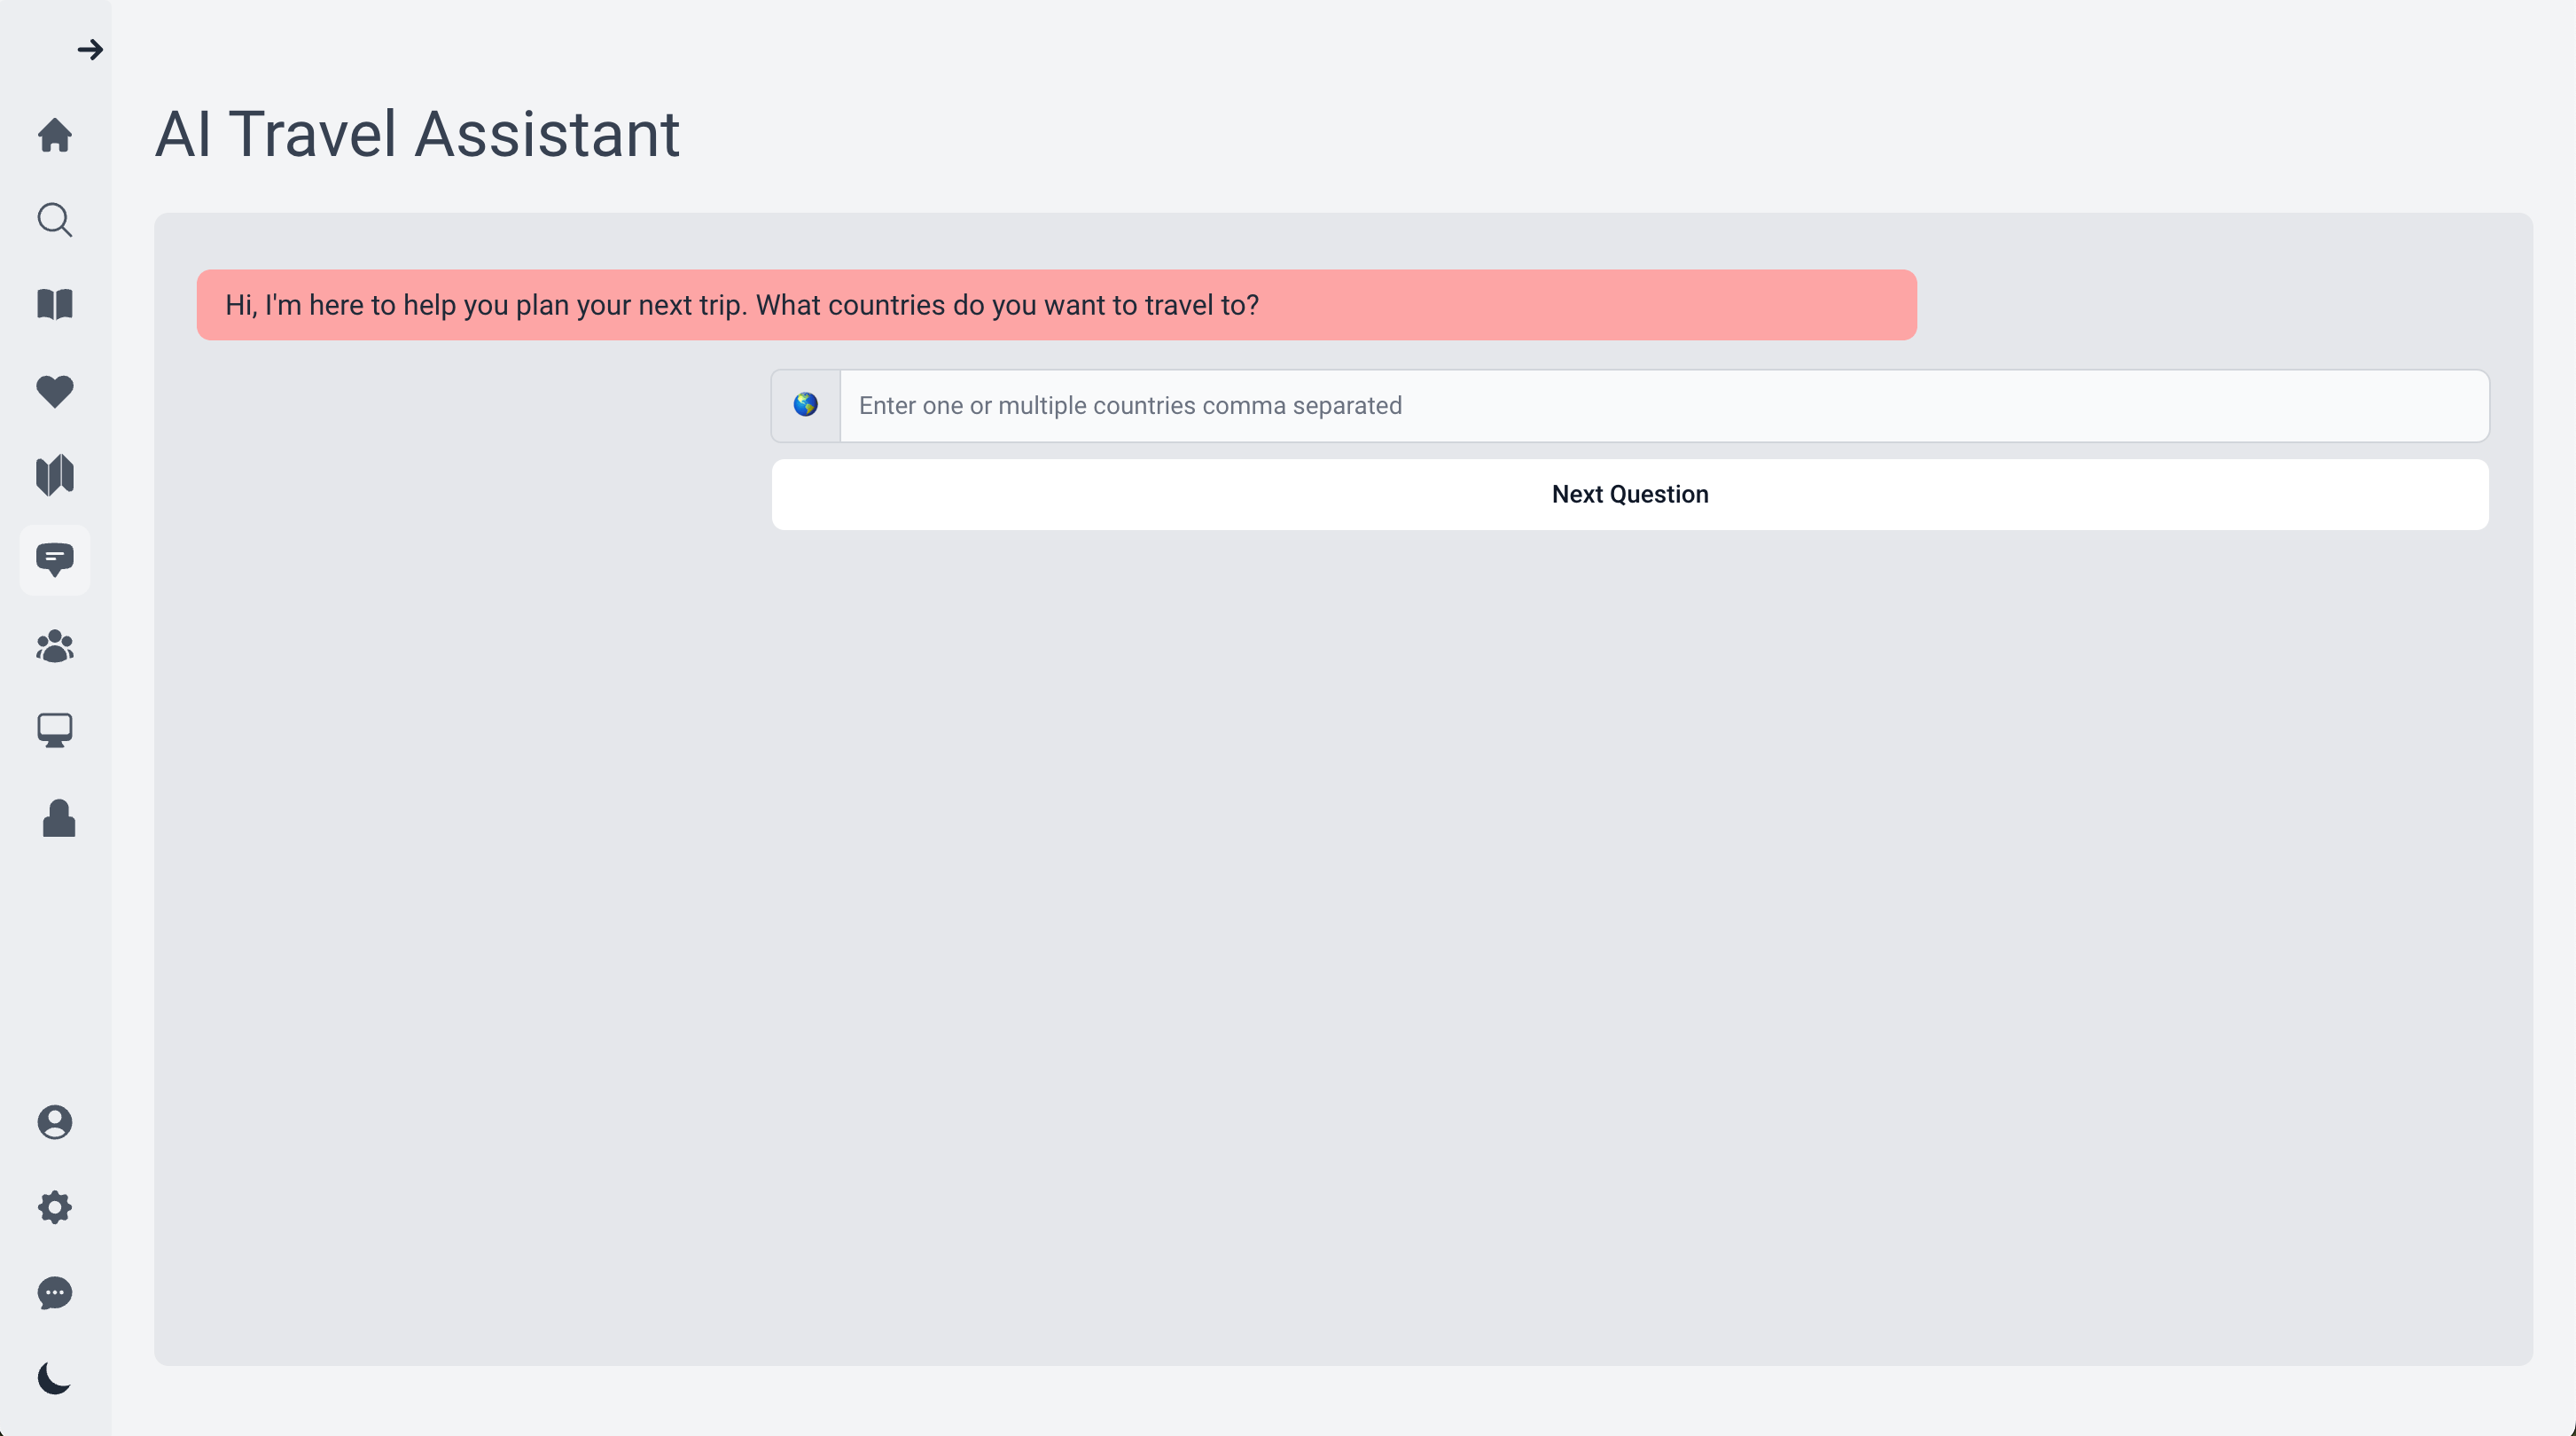 AI Travel Assistant
Hi, I'm here to help you plan your next trip. What countries do you want to travel to?
Enter one or multiple countries comma separated
Next Question